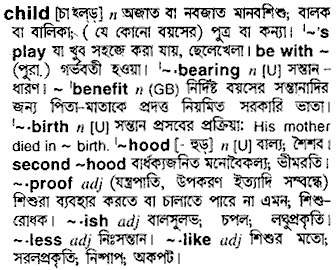 child [চাইল্ড্] n অজাত বা নবজাত মানবশিশু; বালক
বা বালিকা; ( যে কোনো বয়সের) পুত্র বা কন্যা। ˈ~'s
play যা খুব সহজে করা যায়, ছেলেখেলা। be with ~
(পুরা.) গর্ভবতী হওয়া। ˈ~·bearing n [U] সন্তান-
ধারণ। ~ ˈbenefit n (GB) নির্দিষ্ট বয়সের সন্তানাদির
জন্য পিতা-মাতাকে প্রদত্ত নিয়মিত সরকারি ভাতা।
ˈ~·birth n [U] সন্তান প্রসবের প্রক্রিয়া: His mother
died in ~ birth. ˈ~·hood [-হুড্] n [U] বাল্য; শৈশব।
second ~hood বার্ধক্যজনিত মনোবৈকল্য; ভীমরতি।
~·proof adj (যন্ত্রপাতি, উপকরণ ইত্যাদি সম্বন্ধে)
শিশুরা ব্যবহার করতে বা চালাতে পারে না এমন; শিশু-
রোধক। ~·ish adj বালসুলভ; চপল; লঘুপ্রকৃতি।
~·less adj নিঃসন্তান। ~·like adj শিশুর মতো;
সরলপ্রকৃতি; নিষ্পাপ; অকপট।